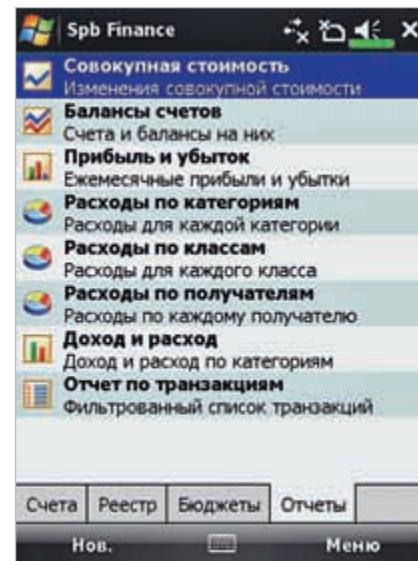 Spb Finance
Совокупная стоимость
Изменения совокупной стоимости
Балансы счетов
Счета и балансы на них
Прибыль и убыток
Ежемесячные прибыли и убытки
Расходы по категориям
Расходы для каждой категории
Расходы по классам
Расходы для каждого класса
Расходы по получателям
Расходы по каждому получателю
Доход и расход
Доход и расход по категориям
Отчет по транзакциям
Фильтрованный список транзакций
Счета Реестр Бюджеты Отчеты
Нов. Меню